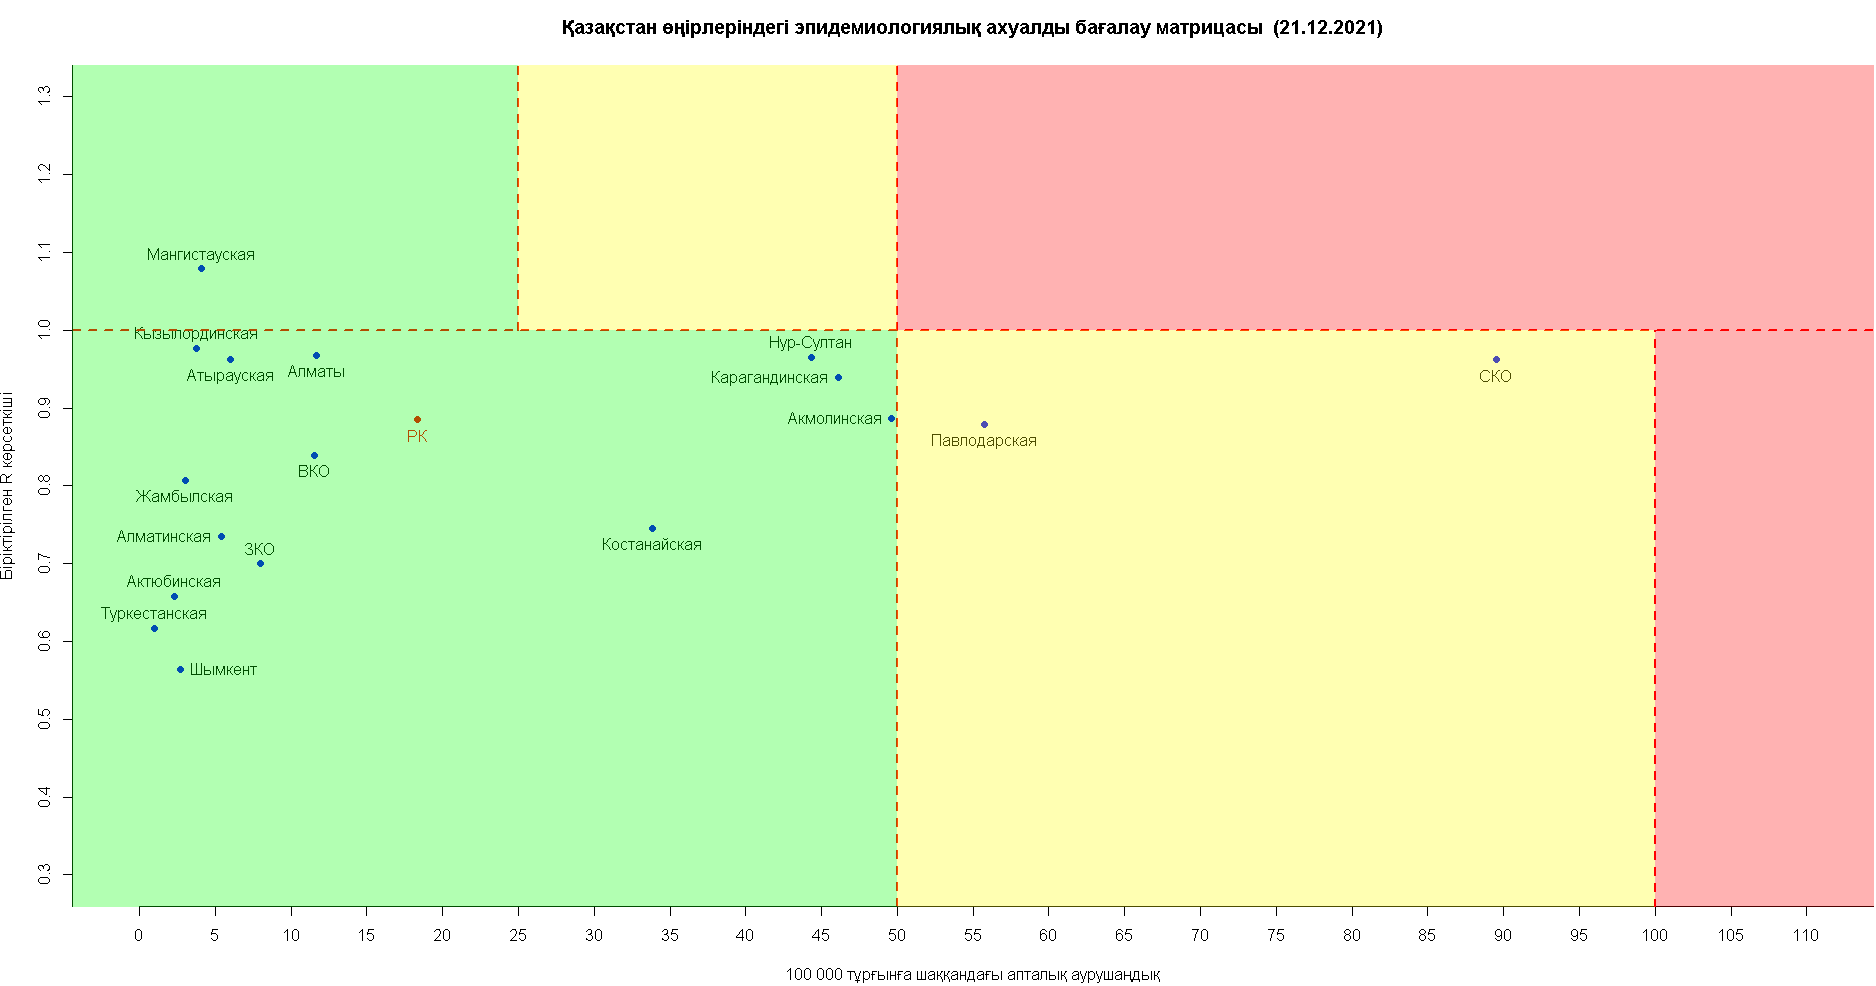 Қазақстан өңірлеріндегі эпидемиологиялық ахуалды бағалау матрицасы (21.12.2021)
1.3
1.2
1.1
1.0
0.9
0.8
0.7
0.6
0.5
0.4
0.3
Біріктірілген R көрсеткіші
Мангистауская
Кызылординская
Атырауская
Алматы
Нур-Султан
Карагандинская
СКО
Акмолинская
РК
Павлодарская
ВКО
Жамбылская
Алматинская
Костанайская
ЗКО
Актюбинская
Туркестанская
Шымкент
0 5 10 15 20 25 30 35 40 45 50 55 60 65 70 75 80 85 90 95 100 105 110
100 000 тұрғынға шаққандағы апталық аурушаңдық